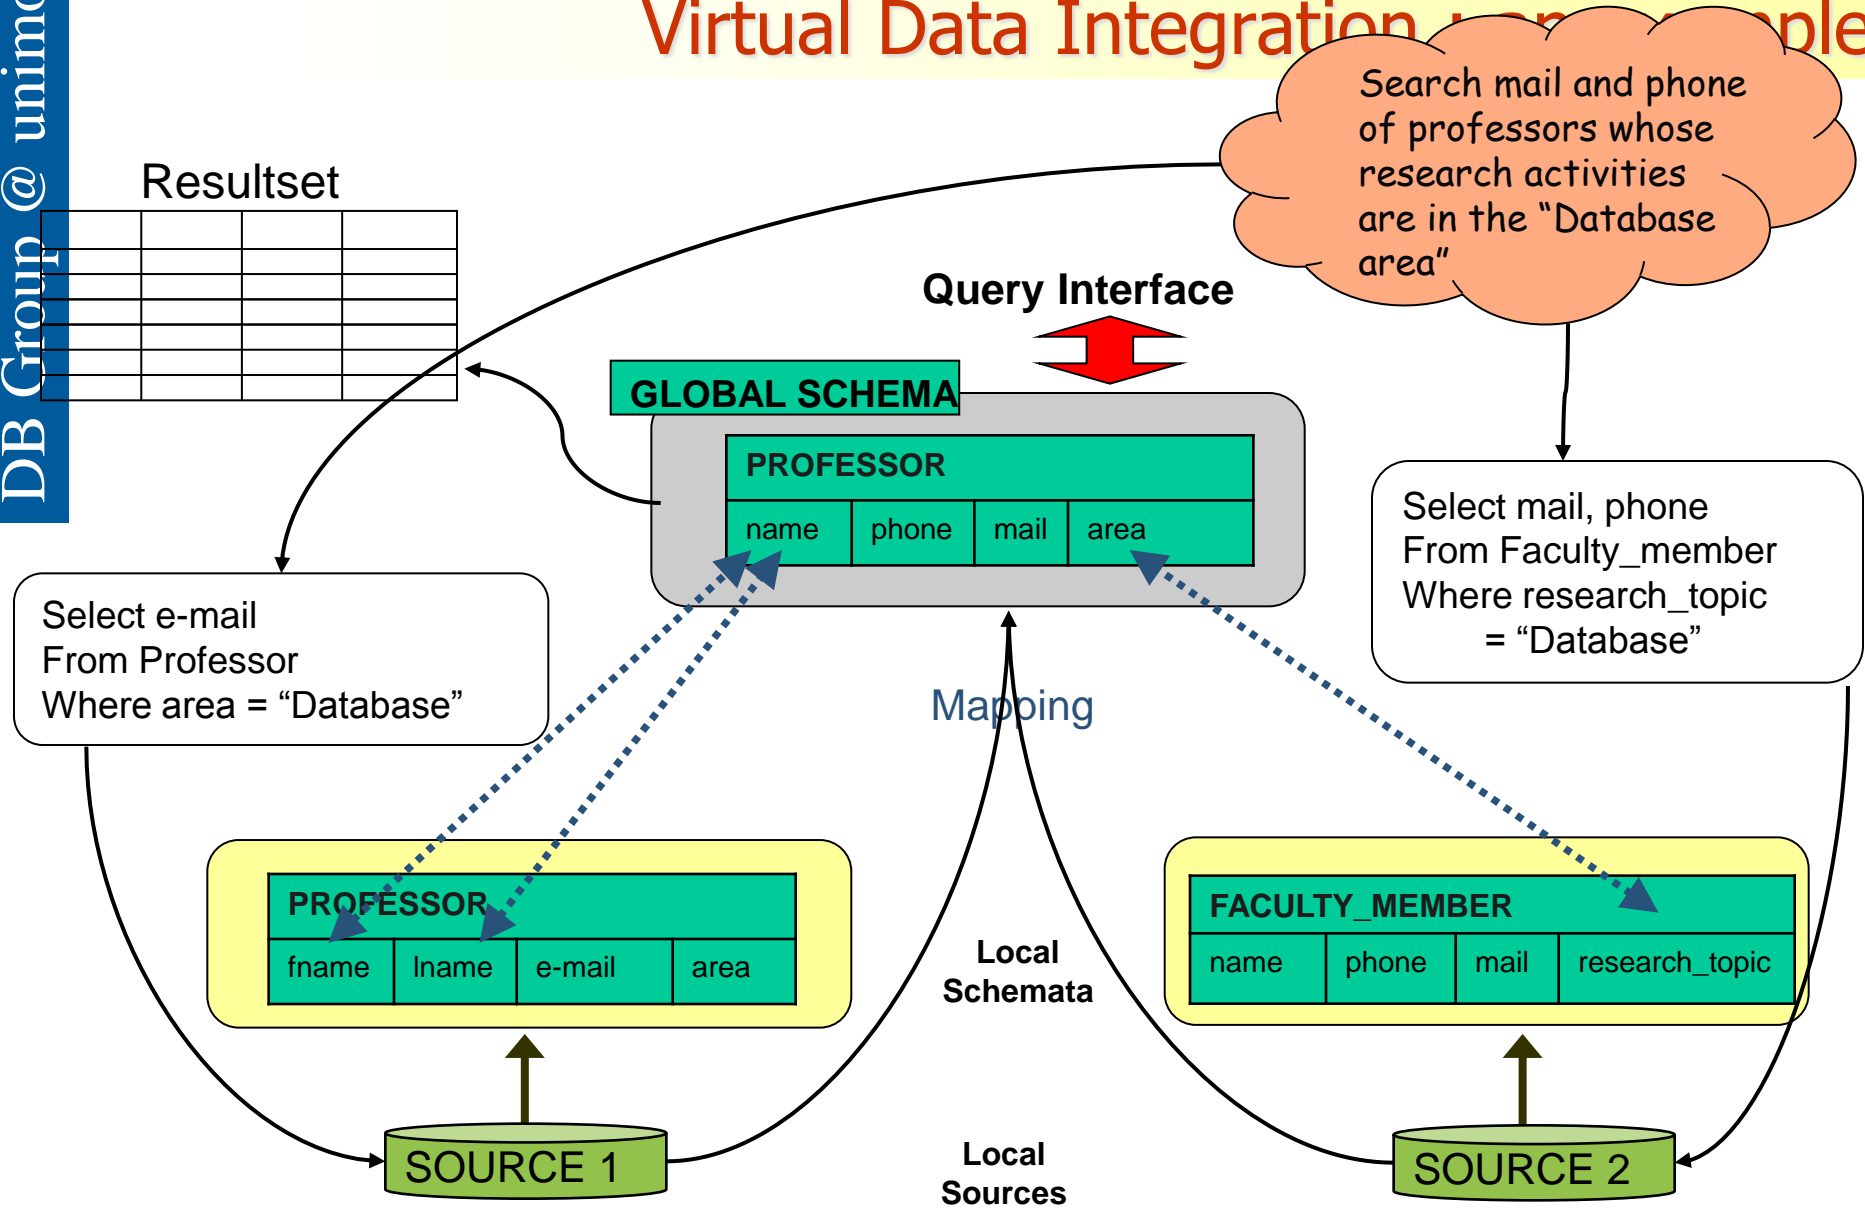 Virtual Data Integration : an
Search mail and phone
of professors whose
research activities
are in the “Database
area”
DB Group @ unimo
Resultset
Query Interface
GLOBAL SCHEMA
PROFESSOR
name phone mail area
Select mail, phone
From Faculty_member
Where research_topic
= “Database”
Select e-mail
From Professor
Where area = “Database”
Mapping
PROFESSOR
fname lname e-mail area
FACULTY_MEMBER
name phone mail research_topic
Local
Schemata
SOURCE 1
Local
Sources
SOURCE 2